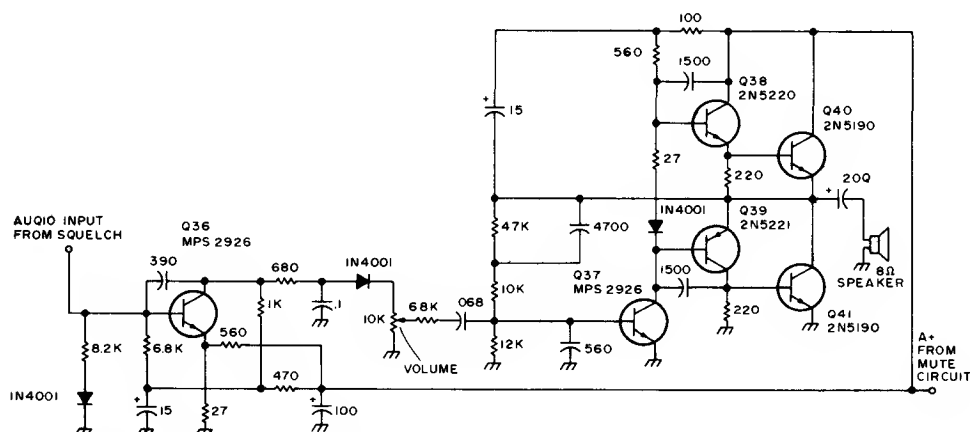 100
560
1500
Q38
2N5220
Q40
2N5190
+
15
27
220
+
20Q
AUQIO INPUT
FROM SQUELCH
Q36
MPS 2926
1N4001
Q39
2N5221
47K
4700
8Ω
SPEAKER
390
680
1N4001
Q37
MPS 2926
1500
10K
1K
.1
10K
68K
068
220
Q41
2N5190
8.2K
6.8K
560
VOLUME
12K
560
A+
FROM
MUTE
CIRCUIT
470
1N4001
+
15
27
+
100